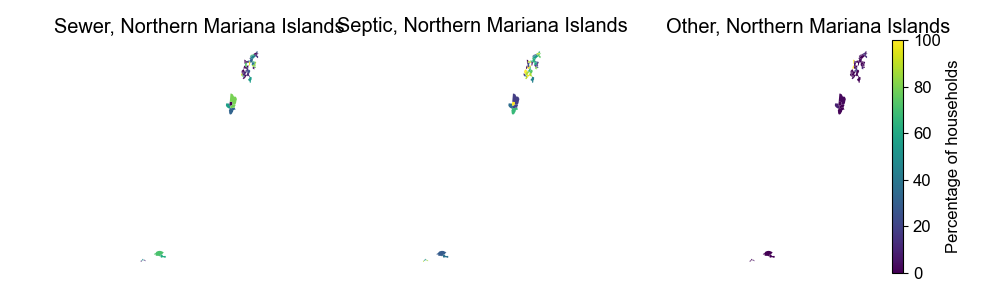 Sewer, Northern Mariana Islands
Septic, Northern Mariana Islands
Other, Northern Mariana Islands
100
80
60
40
20
0
Percentage of households